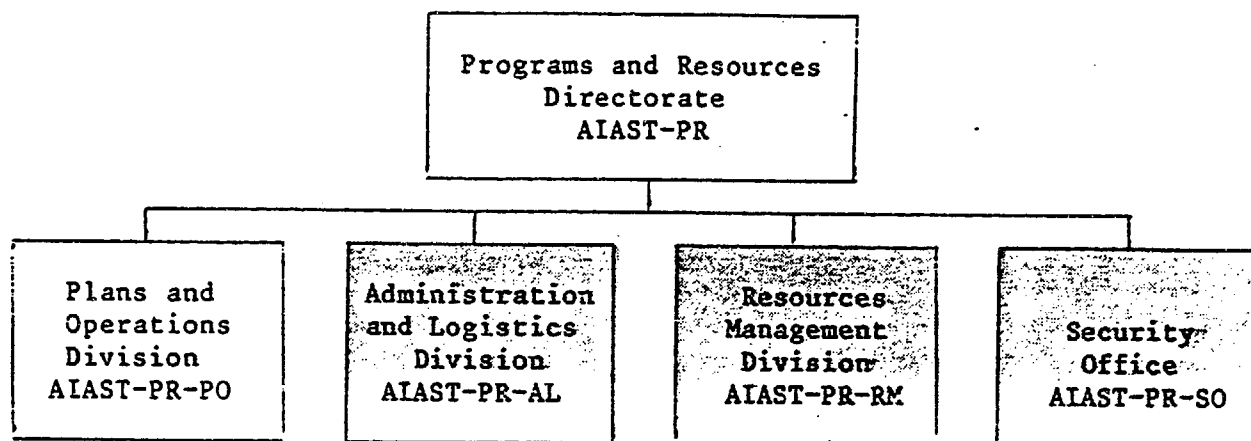 Programs and Resources
Directorate
AIAST-PR
Plans and
Operations
Division
AIAST-PR-PO
Administration
and Logistics
Division
AIAST-PR-AL
Resources
Management
Division
AIAST-PR-RM
Security
Office
AIAST-PR-SO